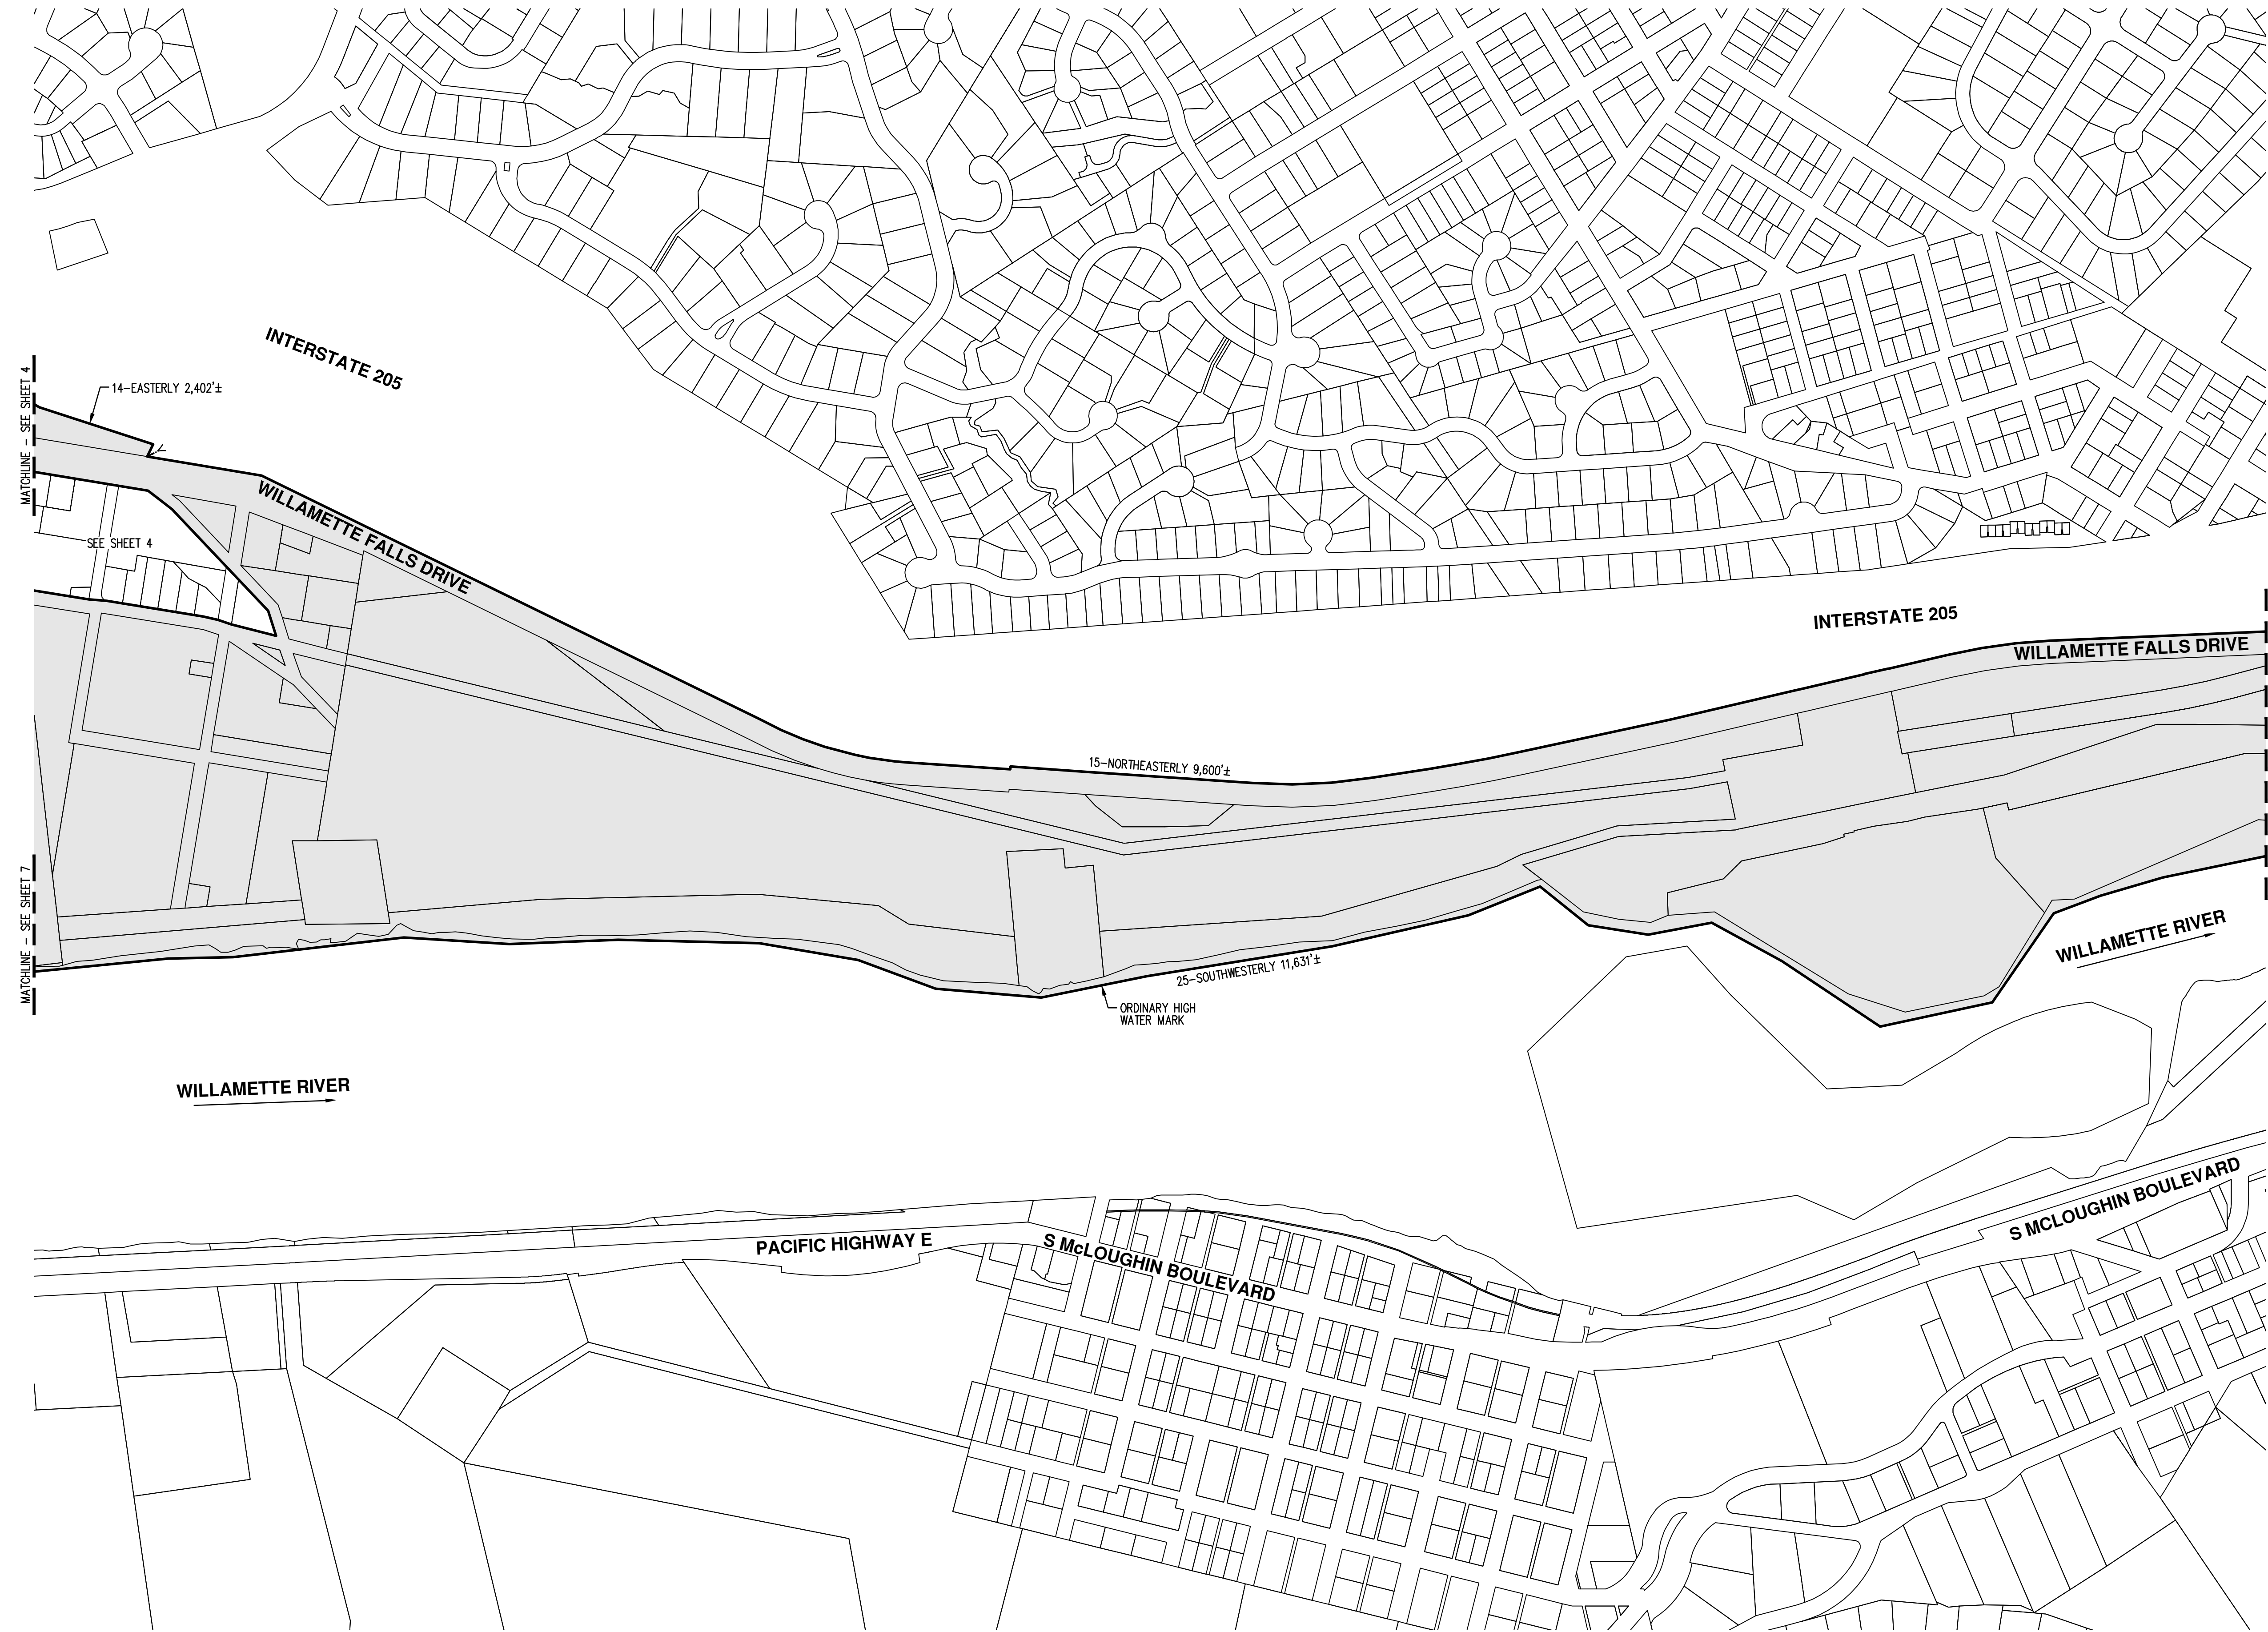 INTERSTATE 205
MATCHLINE - SEE SHEET 4
14-EASTERLY 2,402'±
WILLAMETTE FALLS DRIVE
SEE SHEET 4
INTERSTATE 205
WILLAMETTE FALLS DRIVE
15-NORTHEASTERLY 9,600'±
MATCHLINE - SEE SHEET 7
WILLAMETTE RIVER
25-SOUTHWESTERLY 11,631'±
ORDINARY HIGH
WATER MARK
WILLAMETTE RIVER
S MCLOUGHIN BOULEVARD
PACIFIC HIGHWAY E
S McLOUGHIN BOULEVARD